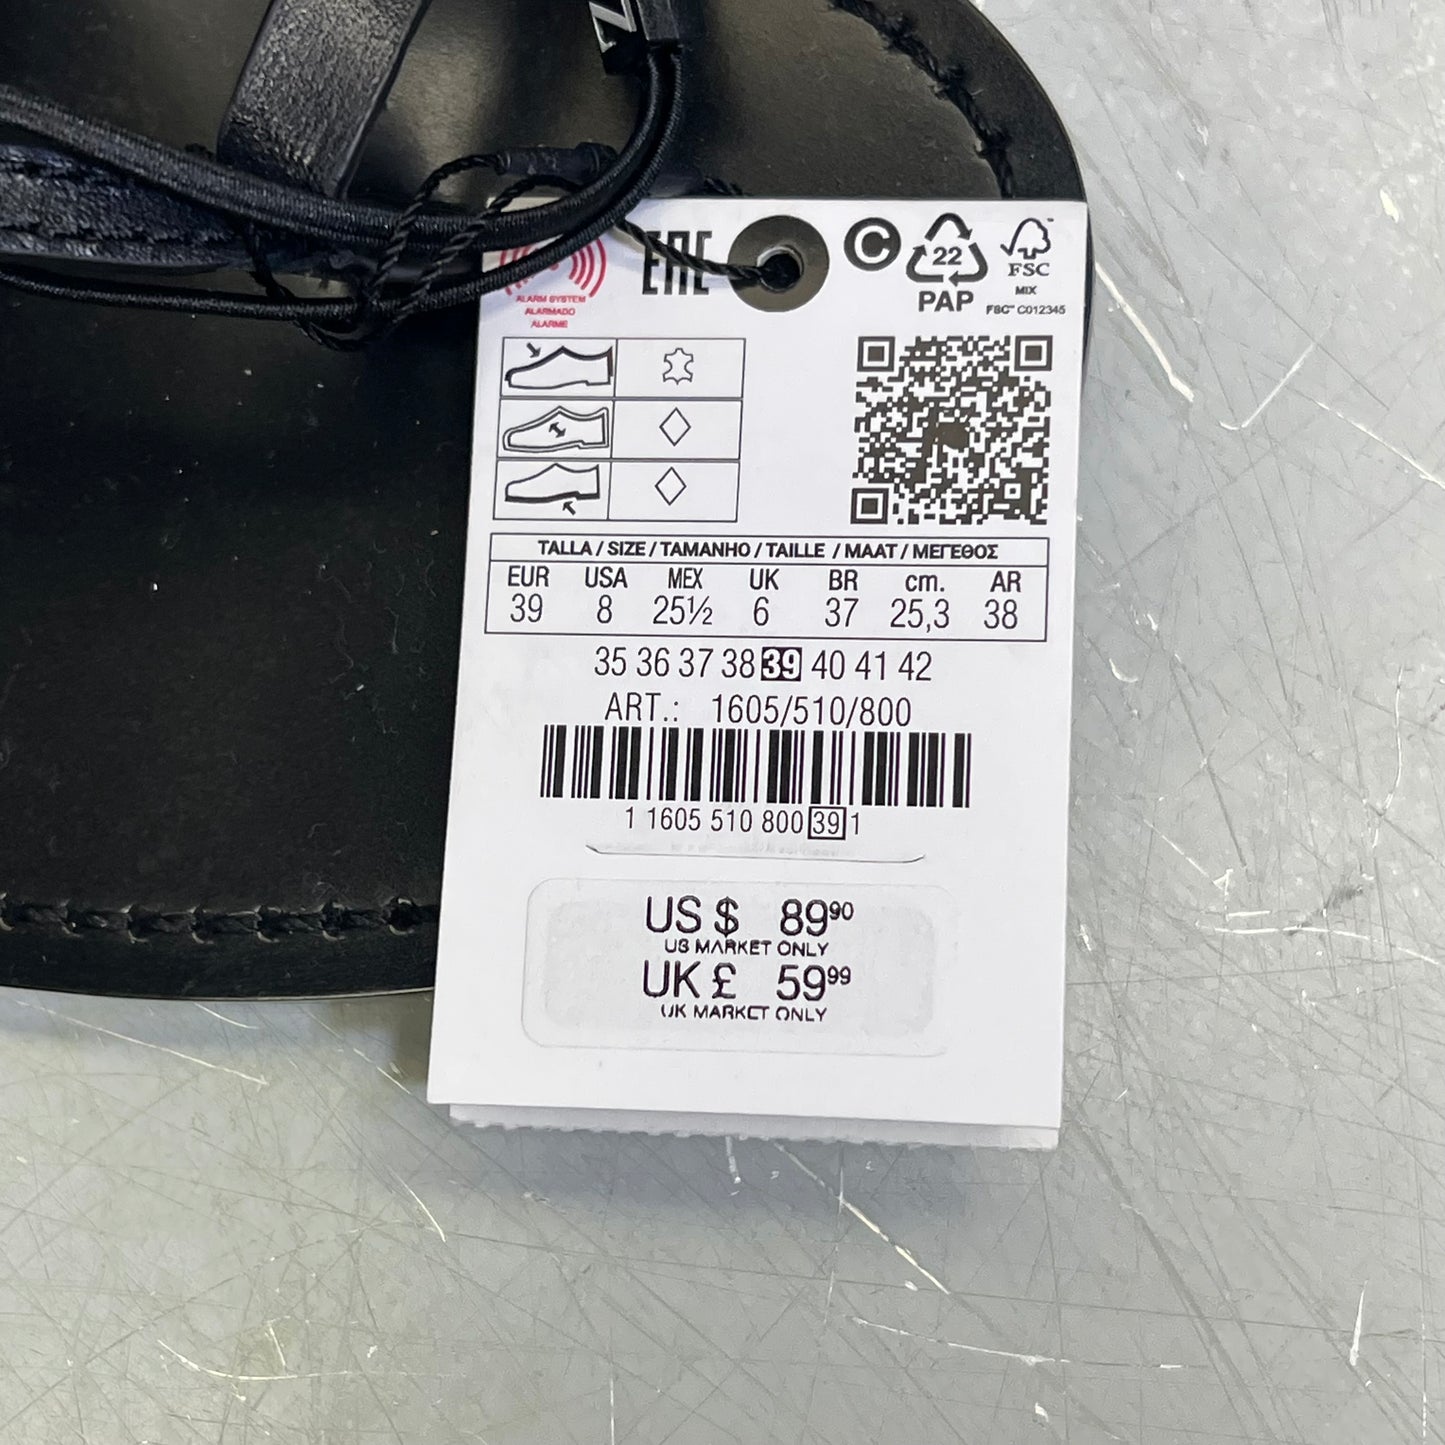 ALARM SYSTEM
ALARMADO
ALARME
EAC
C
22
PAP
FSC™
MIX
FSC™ C012345
TALLA / SIZE / TAMANHO / TAILLE / MAAT / ΜΕΓΕΘΟΣ
EUR USA MEX UK BR cm. AR
39 8 25½ 6 37 25,3 38
35 36 37 38 39 40 41 42
ART.: 1605/510/800
1 1605 510 800 39 1
US $ 89⁹⁰
US MARKET ONLY
UK £ 59⁹⁹
UK MARKET ONLY